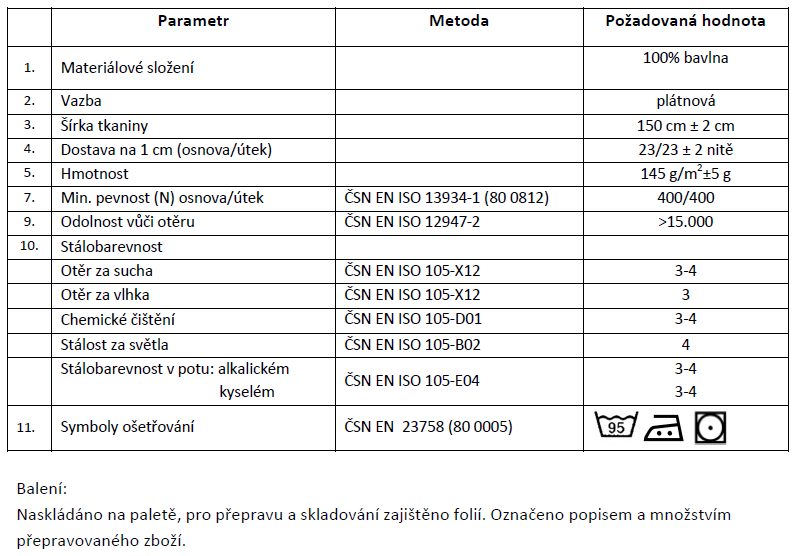 Parametr Metoda Požadovaná hodnota
1. Materiálové složení 100% bavlna
2. Vazba plátnová
3. Šírka tkaniny 150 cm ± 2 cm
4. Dostava na 1 cm (osnova/útek) 23/23 ± 2 nitě
5. Hmotnost 145 g/m²±5 g
7. Min. pevnost (N) osnova/útek ČSN EN ISO 13934-1 (80 0812) 400/400
9. Odolnost vůči otěru ČSN EN ISO 12947-2 >15.000
10. Stálobarevnost
Otěr za sucha ČSN EN ISO 105-X12 3-4
Otěr za vlhka ČSN EN ISO 105-X12 3
Chemické čištění ČSN EN ISO 105-D01 3-4
Stálost za světla ČSN EN ISO 105-B02 4
Stálobarevnost v potu: alkalickém ČSN EN ISO 105-E04 3-4
kyselém 3-4
11. Symboly ošetřování ČSN EN 23758 (80 0005) 95
Balení:
Naskládáno na paletě, pro přepravu a skladování zajištěno folií. Označeno popisem a množstvím
přepravovaného zboží.